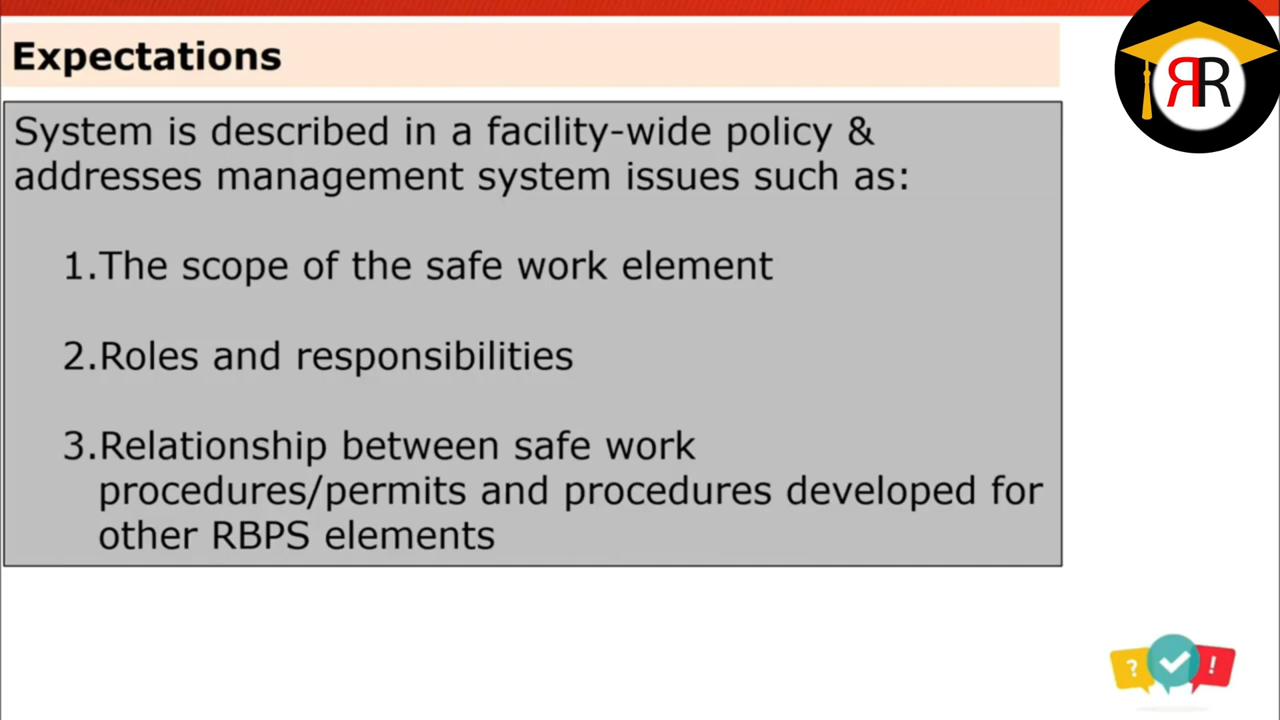 Expectations
ЯR
System is described in a facility-wide policy &
addresses management system issues such as:
1.The scope of the safe work element
2.Roles and responsibilities
3.Relationship between safe work
procedures/permits and procedures developed for
other RBPS elements
? !